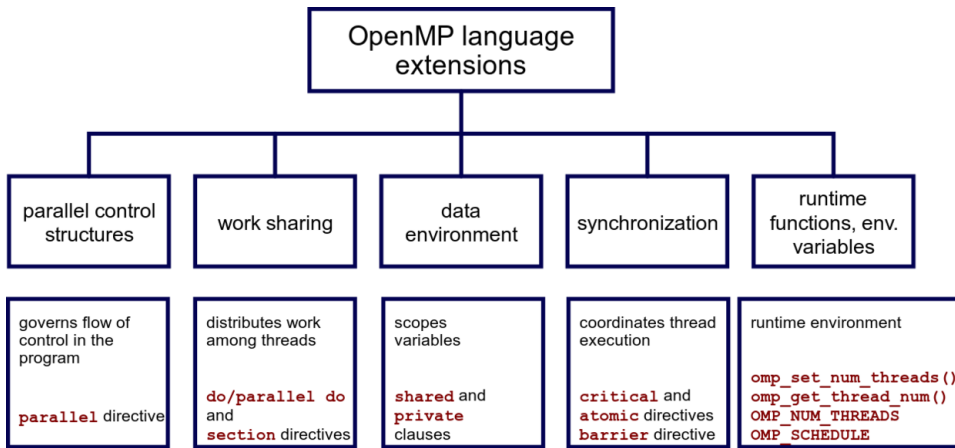 OpenMP language
extensions
parallel control
structures
work sharing
data
environment
synchronization
runtime
functions, env.
variables
governs flow of
control in the
program
parallel directive
distributes work
among threads
do/parallel do
and
section directives
scopes
variables
shared and
private
clauses
coordinates thread
execution
critical and
atomic directives
barrier directive
runtime environment
omp_set_num_threads()
omp_get_thread_num()
OMP_NUM_THREADS
OMP_SCHEDULE